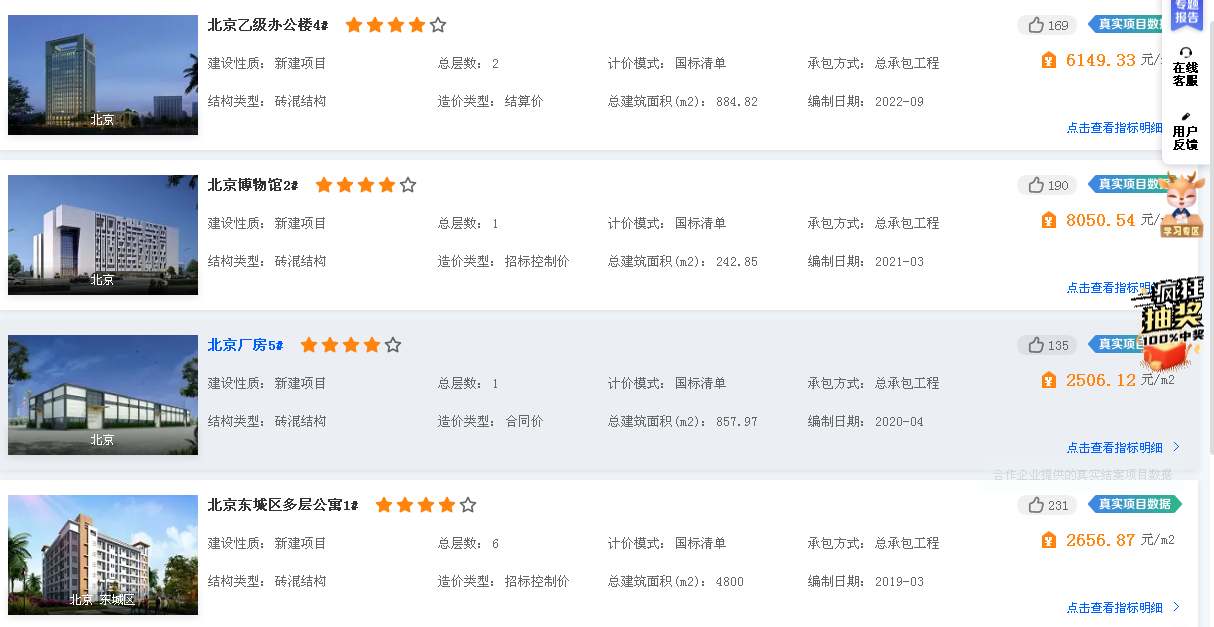 北京乙级办公楼4# 169 真实项目数据
建设性质: 新建项目 总层数: 2 计价模式: 国标清单 承包方式: 总承包工程 6149.33 元/
结构类型: 砖混结构 造价类型: 结算价 总建筑面积(m2): 884.82 编制日期: 2022-09
北京
点击查看指标明细
专题
报告
在线
客服
用户
反馈
北京博物馆2# 190 真实项目数据
建设性质: 新建项目 总层数: 1 计价模式: 国标清单 承包方式: 总承包工程 8050.54 元/
学习专区
结构类型: 砖混结构 造价类型: 招标控制价 总建筑面积(m2): 242.85 编制日期: 2021-03
北京
点击查看指标明
疯狂
抽奖
100%中奖
北京厂房5# 135 真实项目
建设性质: 新建项目 总层数: 1 计价模式: 国标清单 承包方式: 总承包工程 2506.12 元/m2
结构类型: 砖混结构 造价类型: 合同价 总建筑面积(m2): 857.97 编制日期: 2020-04
北京
点击查看指标明细 >
合作企业提供的真实结案项目数据
北京东城区多层公寓1# 231 真实项目数据
建设性质: 新建项目 总层数: 6 计价模式: 国标清单 承包方式: 总承包工程 2656.87 元/m2
结构类型: 砖混结构 造价类型: 招标控制价 总建筑面积(m2): 4800 编制日期: 2019-03
北京 东城区
点击查看指标明细 >